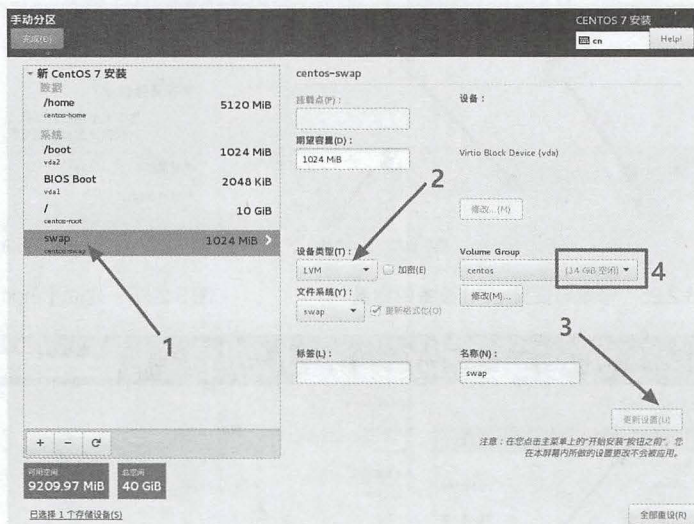 手动分区
CENTOS 7 安装
完成(D)
cn
Help!
新 CentOS 7 安装
centos-swap
数据
/home
5120 MiB
centos-home
挂载点(P)：
设备：
系统
/boot
1024 MiB
vda2
期望容量(D)：
1024 MiB
Virtio Block Device (vda)
BIOS Boot
2048 KiB
vda1
2
/
10 GiB
centos-root
修改...(M)
swap
1024 MiB
centos-swap
设备类型(T)：
Volume Group
LVM
加密(E)
centos
4
文件系统(Y)：
修改(M)...
swap
重新格式化(O)
3
1
标签(L)：
名称(N)：
swap
更新设置(U)
注意：在您点击主菜单上的"开始安装"按钮之前，您
在本屏幕内所做的设置更改不会被应用。
+ − 
可用空间
9209.97 MiB
总空间
40 GiB
已选择 1 个存储设备(S)
全部重设(R)